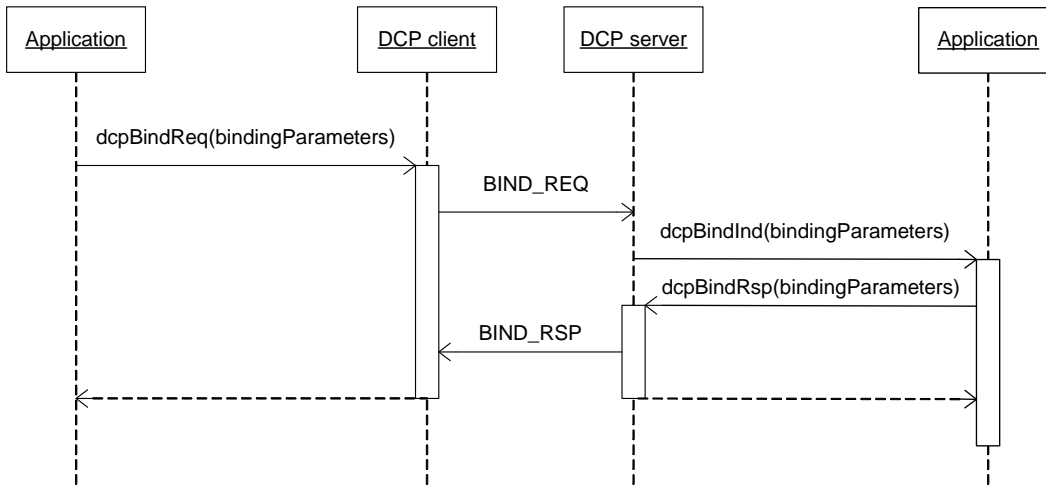 Application
DCP client
DCP server
Application
dcpBindReq(bindingParameters)
BIND_REQ
dcpBindInd(bindingParameters)
dcpBindRsp(bindingParameters)
BIND_RSP